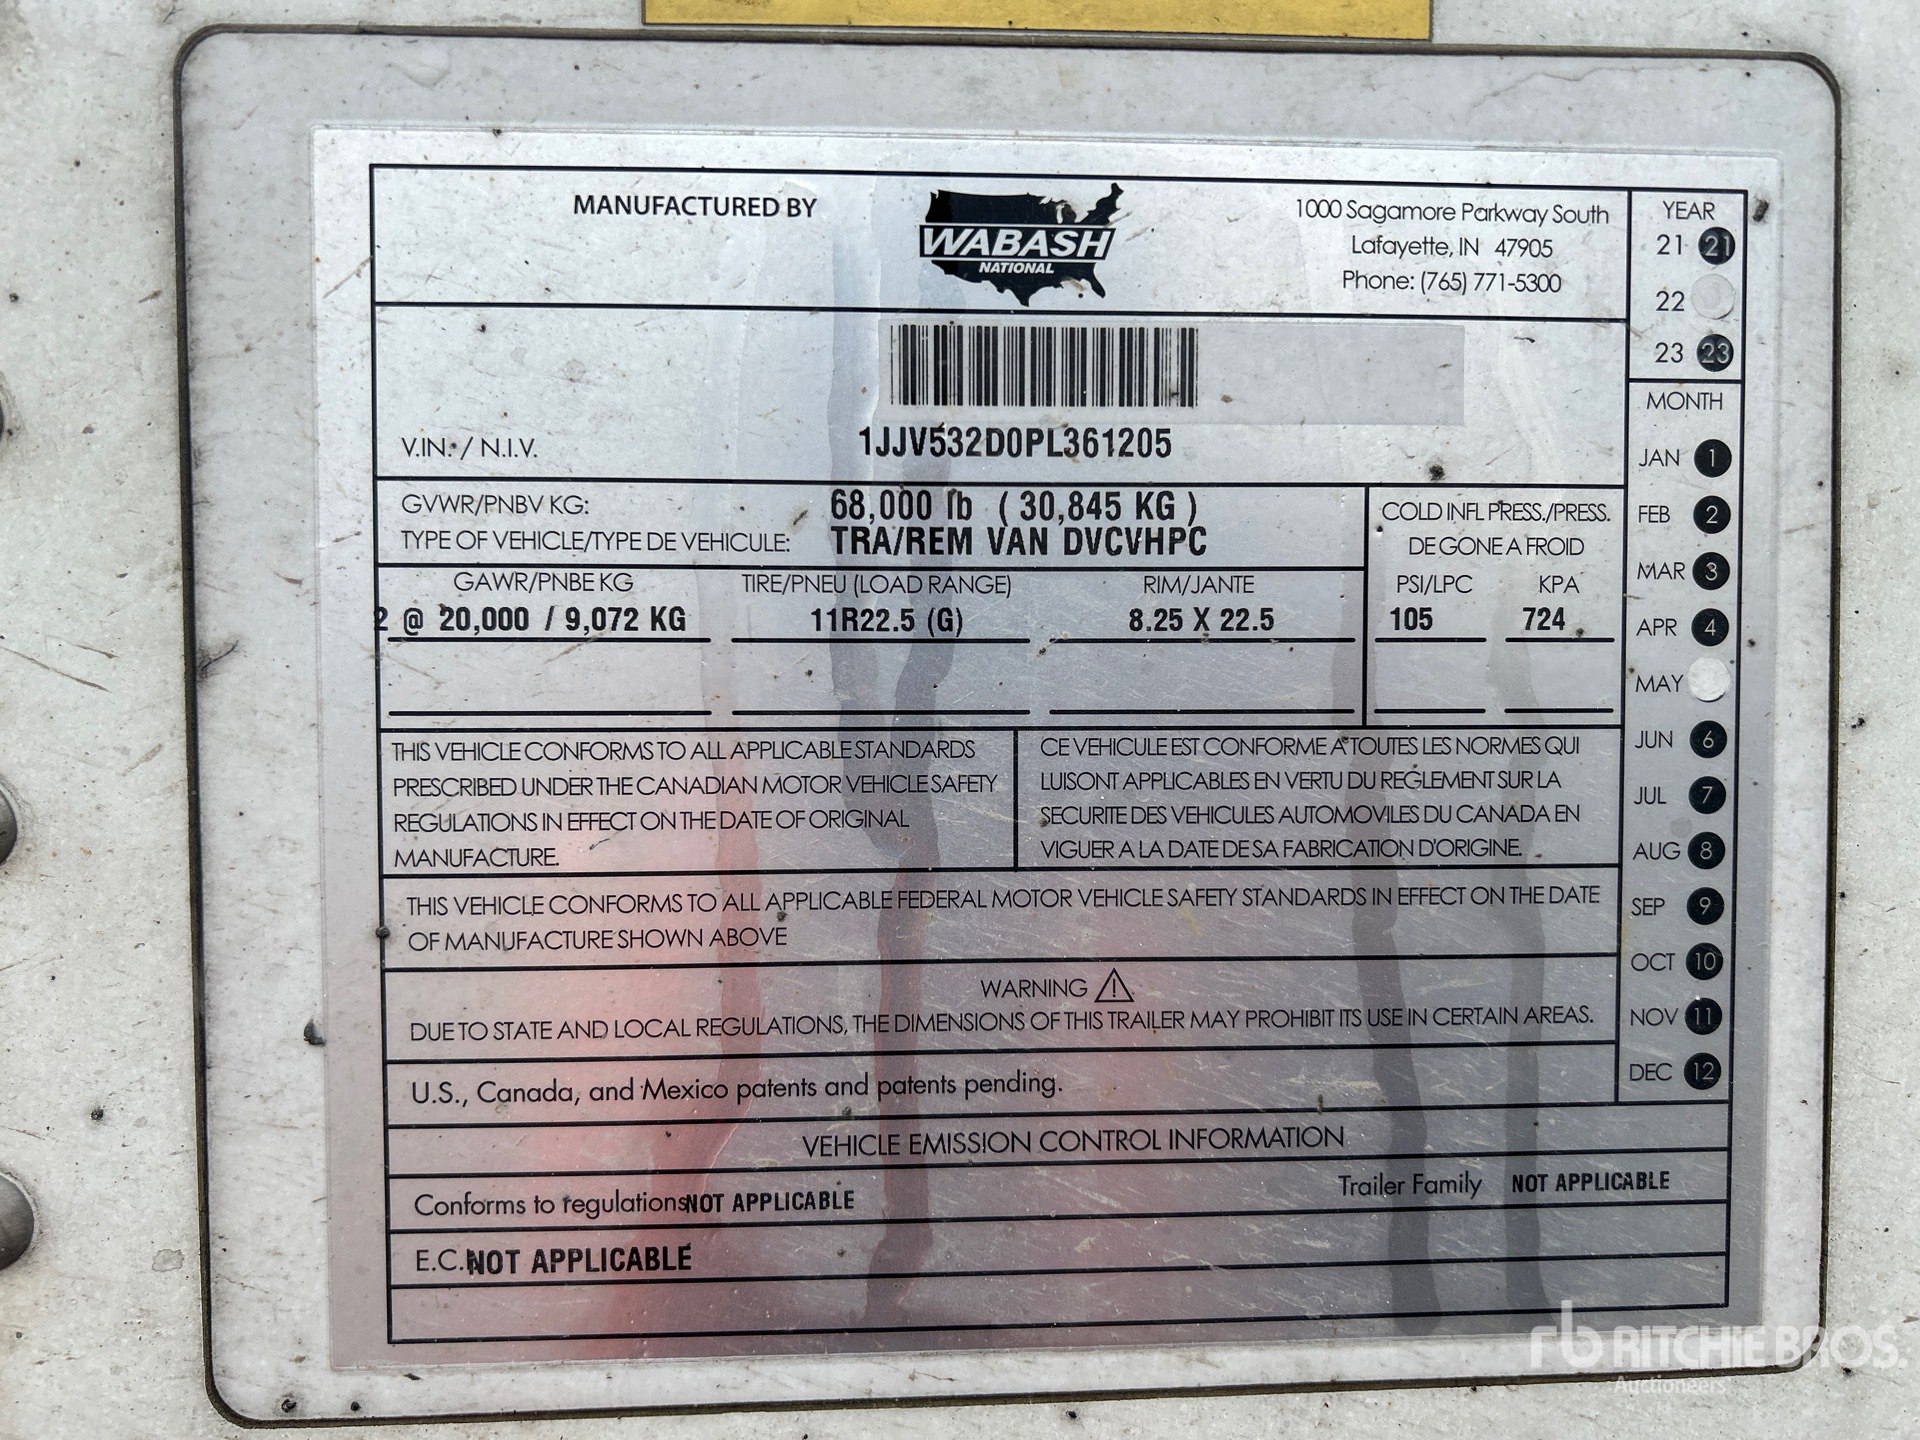 MANUFACTURED BY
WABASH
NATIONAL
1000 Sagamore Parkway South
Lafayette, IN 47905
Phone: (765) 771-5300
YEAR
21 21
22
23 23
V.IN. / N.I.V.
1JJV532D0PL361205
GVWR/PNBV KG: 68,000 lb ( 30,845 KG )
TYPE OF VEHICLE/TYPE DE VEHICULE: TRA/REM VAN DVCVHPC
COLD INFL PRESS./PRESS.
DE GONE A FROID
GAWR/PNBE KG TIRE/PNEU (LOAD RANGE) RIM/JANTE PSI/LPC KPA
2 @ 20,000 / 9,072 KG 11R22.5 (G) 8.25 X 22.5 105 724
THIS VEHICLE CONFORMS TO ALL APPLICABLE STANDARDS
PRESCRIBED UNDER THE CANADIAN MOTOR VEHICLE SAFETY
REGULATIONS IN EFFECT ON THE DATE OF ORIGINAL
MANUFACTURE.
CE VEHICULE EST CONFORME A TOUTES LES NORMES QUI
LUISONT APPLICABLES EN VERTU DU REGLEMENT SUR LA
SECURITE DES VEHICULES AUTOMOVILES DU CANADA EN
VIGUER A LA DATE DE SA FABRICATION D'ORIGINE.
THIS VEHICLE CONFORMS TO ALL APPLICABLE FEDERAL MOTOR VEHICLE SAFETY STANDARDS IN EFFECT ON THE DATE
OF MANUFACTURE SHOWN ABOVE
WARNING
DUE TO STATE AND LOCAL REGULATIONS, THE DIMENSIONS OF THIS TRAILER MAY PROHIBIT ITS USE IN CERTAIN AREAS.
U.S., Canada, and Mexico patents and patents pending.
MONTH
JAN 1
FEB 2
MAR 3
APR 4
MAY
JUN 6
JUL 7
AUG 8
SEP 9
OCT 10
NOV 11
DEC 12
VEHICLE EMISSION CONTROL INFORMATION
Conforms to regulations NOT APPLICABLE Trailer Family NOT APPLICABLE
E.C. NOT APPLICABLE
rb RITCHIE BROS.
Auctioneers